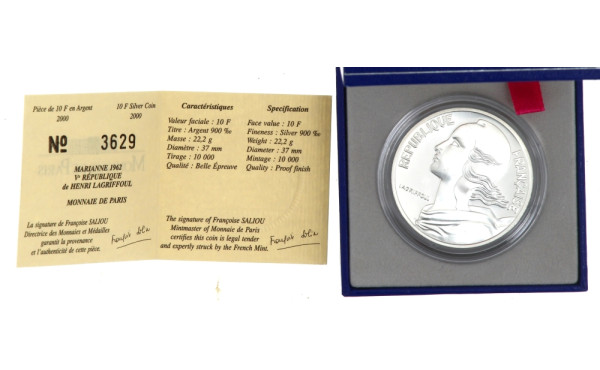 Pièce de 10 F en Argent
2000
10 F Silver Coin
2000
No 3629
MARIANNE 1962
Ve RÉPUBLIQUE
de HENRI LAGRIFFOUL
MONNAIE DE PARIS
La signature de Françoise SALIOU
Directrice des Monnaies et Médailles
garantit la provenance
et l'authenticité de cette pièce.
Caractéristiques
Valeur faciale : 10 F
Titre : Argent 900 ‰
Masse : 22,2 g
Diamètre : 37 mm
Tirage : 10 000
Qualité : Belle Épreuve
Specification
Face value : 10 F
Fineness : Silver 900 ‰
Weight : 22,2 g
Diameter : 37 mm
Mintage : 10 000
Quality : Proof finish
The signature of Françoise SALIOU
Minimaster of Monnaie de Paris
certifies this coin is legal tender
and expertly struck by the French Mint.
RÉPUBLIQUE
FRANÇAISE
LAGRIFFOUL